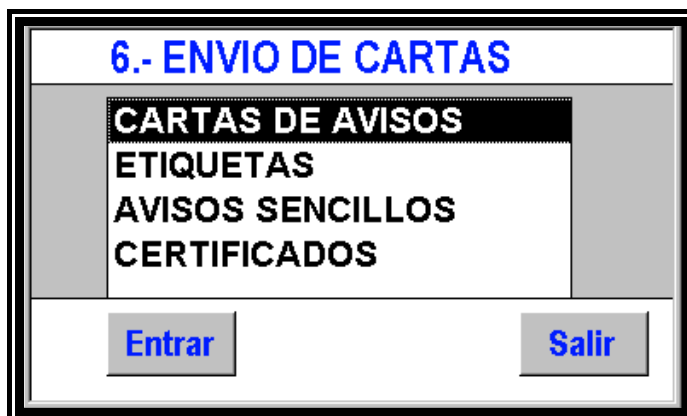 6.- ENVIO DE CARTAS
CARTAS DE AVISOS
ETIQUETAS
AVISOS SENCILLOS
CERTIFICADOS
Entrar
Salir